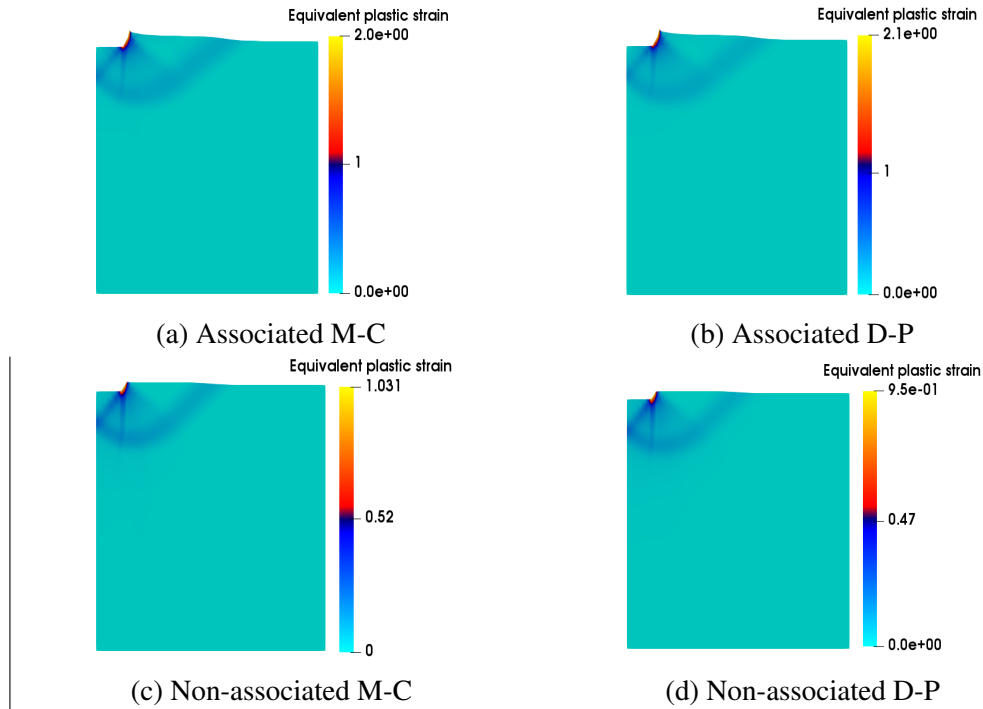 Equivalent plastic strain
2.0e+00
1
0.0e+00
(a) Associated M-C
Equivalent plastic strain
2.1e+00
1
0.0e+00
(b) Associated D-P
Equivalent plastic strain
1.031
0.52
0
(c) Non-associated M-C
Equivalent plastic strain
9.5e-01
0.47
0.0e+00
(d) Non-associated D-P